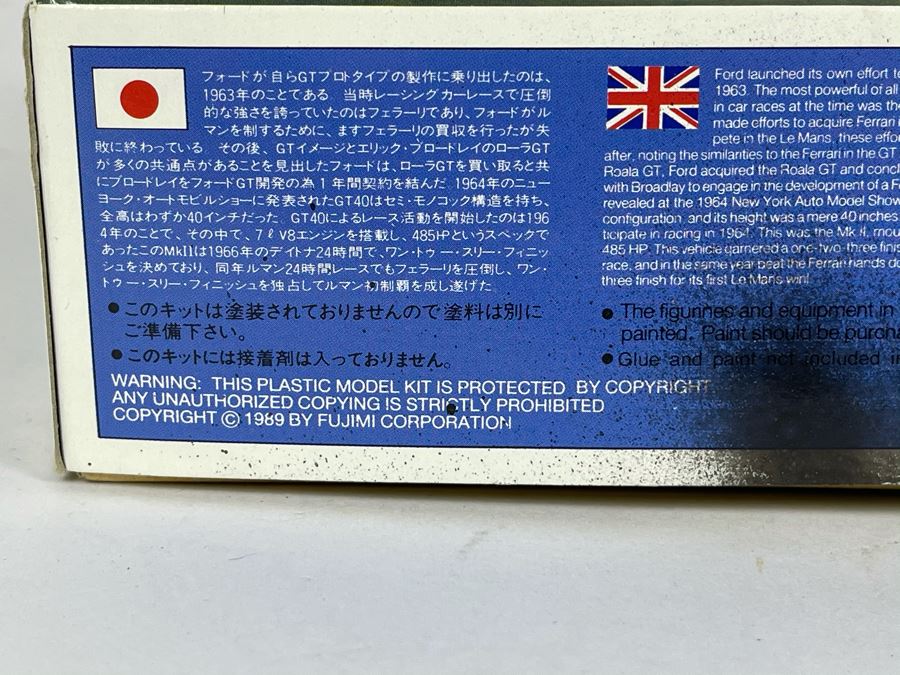 フォードが自らGTプロトタイプの製作に乗り出したのは、
1963年のことである。当時レーシングカーレースで圧倒
的な強さを誇っていたのはフェラーリであり、フォードがル
マンを制するために、まずフェラーリの買収を行ったが失
敗に終わっている。その後、GTイメージとエリック・ブロードレイのローラGT
が多くの共通点があることを見出したフォードは、ローラGTを買い取ると共
にブロードレイをフォードGT開発の為1年間契約を結んだ。1964年のニュー
ヨーク・オートモビルショーに発表されたGT40はセミ・モノコック構造を持ち、
全高はわずか40インチだった。GT40によるレース活動を開始したのは196
4年のことで、その中で、7ℓV8エンジンを搭載し、485HPというスペックで
あったこのMkIIは1966年のデイトナ24時間で、ワン・トゥー・スリー・フィニッ
シュを決めており、同年ルマン24時間レースでもフェラーリを圧倒し、ワン・
トゥー・スリー・フィニッシュを独占してルマン初制覇を成し遂げた。
●このキットは塗装されておりませんので塗料は別に
ご準備下さい。
●このキットには接着剤は入っておりません。
WARNING: THIS PLASTIC MODEL KIT IS PROTECTED BY COPYRIGHT
ANY UNAUTHORIZED COPYING IS STRICTLY PROHIBITED
COPYRIGHT © 1989 BY FUJIMI CORPORATION
Ford launched its own effort t
1963. The most powerful of all
in car races at the time was the
made efforts to acquire Ferrari
pete in the Le Mans, these effor
after, noting the similarities to the Ferrari in the GT
Roala GT, Ford acquired the Roala GT and concl
with Broadlay to engage in the development of a F
revealed at the 1964 New York Auto Model Show
configuration, and its height was a mere 40 inches
ticipate in racing in 1964. This was the Mk II, mou
485 HP. This vehicle garnered a one-two-three finis
race, and in the same year beat the Ferrari hands do
three finish for its first Le Mans win!
● The figurines and equipment in
painted. Paint should be purcha
● Glue and paint not included i